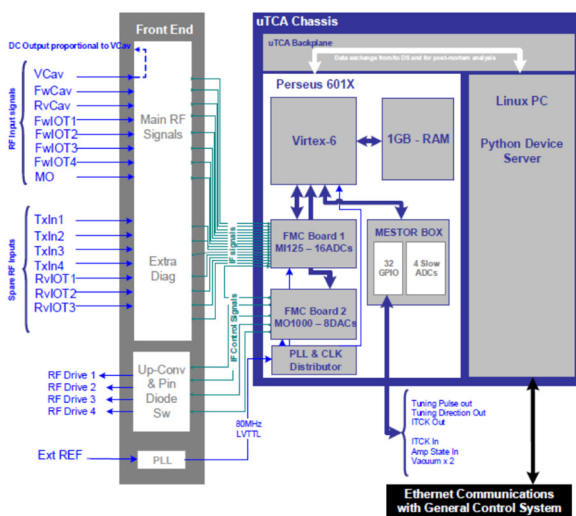 Front End
uTCA Chassis
uTCA Backplane
Data exchange from/to DS and for post-mortem analysis
DC Output proportional to VCav
RF Input signals
VCav
FwCav
RvCav
FwIOT1
FwIOT2
FwIOT3
FwIOT4
MO
Main RF
Signals
Spare RF Inputs
TxIn1
TxIn2
TxIn3
TxIn4
RvIOT1
RvIOT2
RvIOT3
Extra
Diag
RF Drive 1
RF Drive 2
RF Drive 3
RF Drive 4
Up-Conv
& Pin
Diode
Sw
Ext REF
PLL
80MHz
LVTTL
IF signals
IF Control Signals
Perseus 601X
Virtex-6
1GB - RAM
FMC Board 1
MI125 – 16ADCs
FMC Board 2
MO1000 – 8DACs
PLL & CLK
Distributor
MESTOR BOX
32
GPIO
4 Slow
ADCs
Linux PC
Python Device
Server
Tuning Pulse out
Tuning Direction Out
ITCK Out
ITCK In
Amp State In
Vacuum x 2
Ethernet Communications
with General Control System